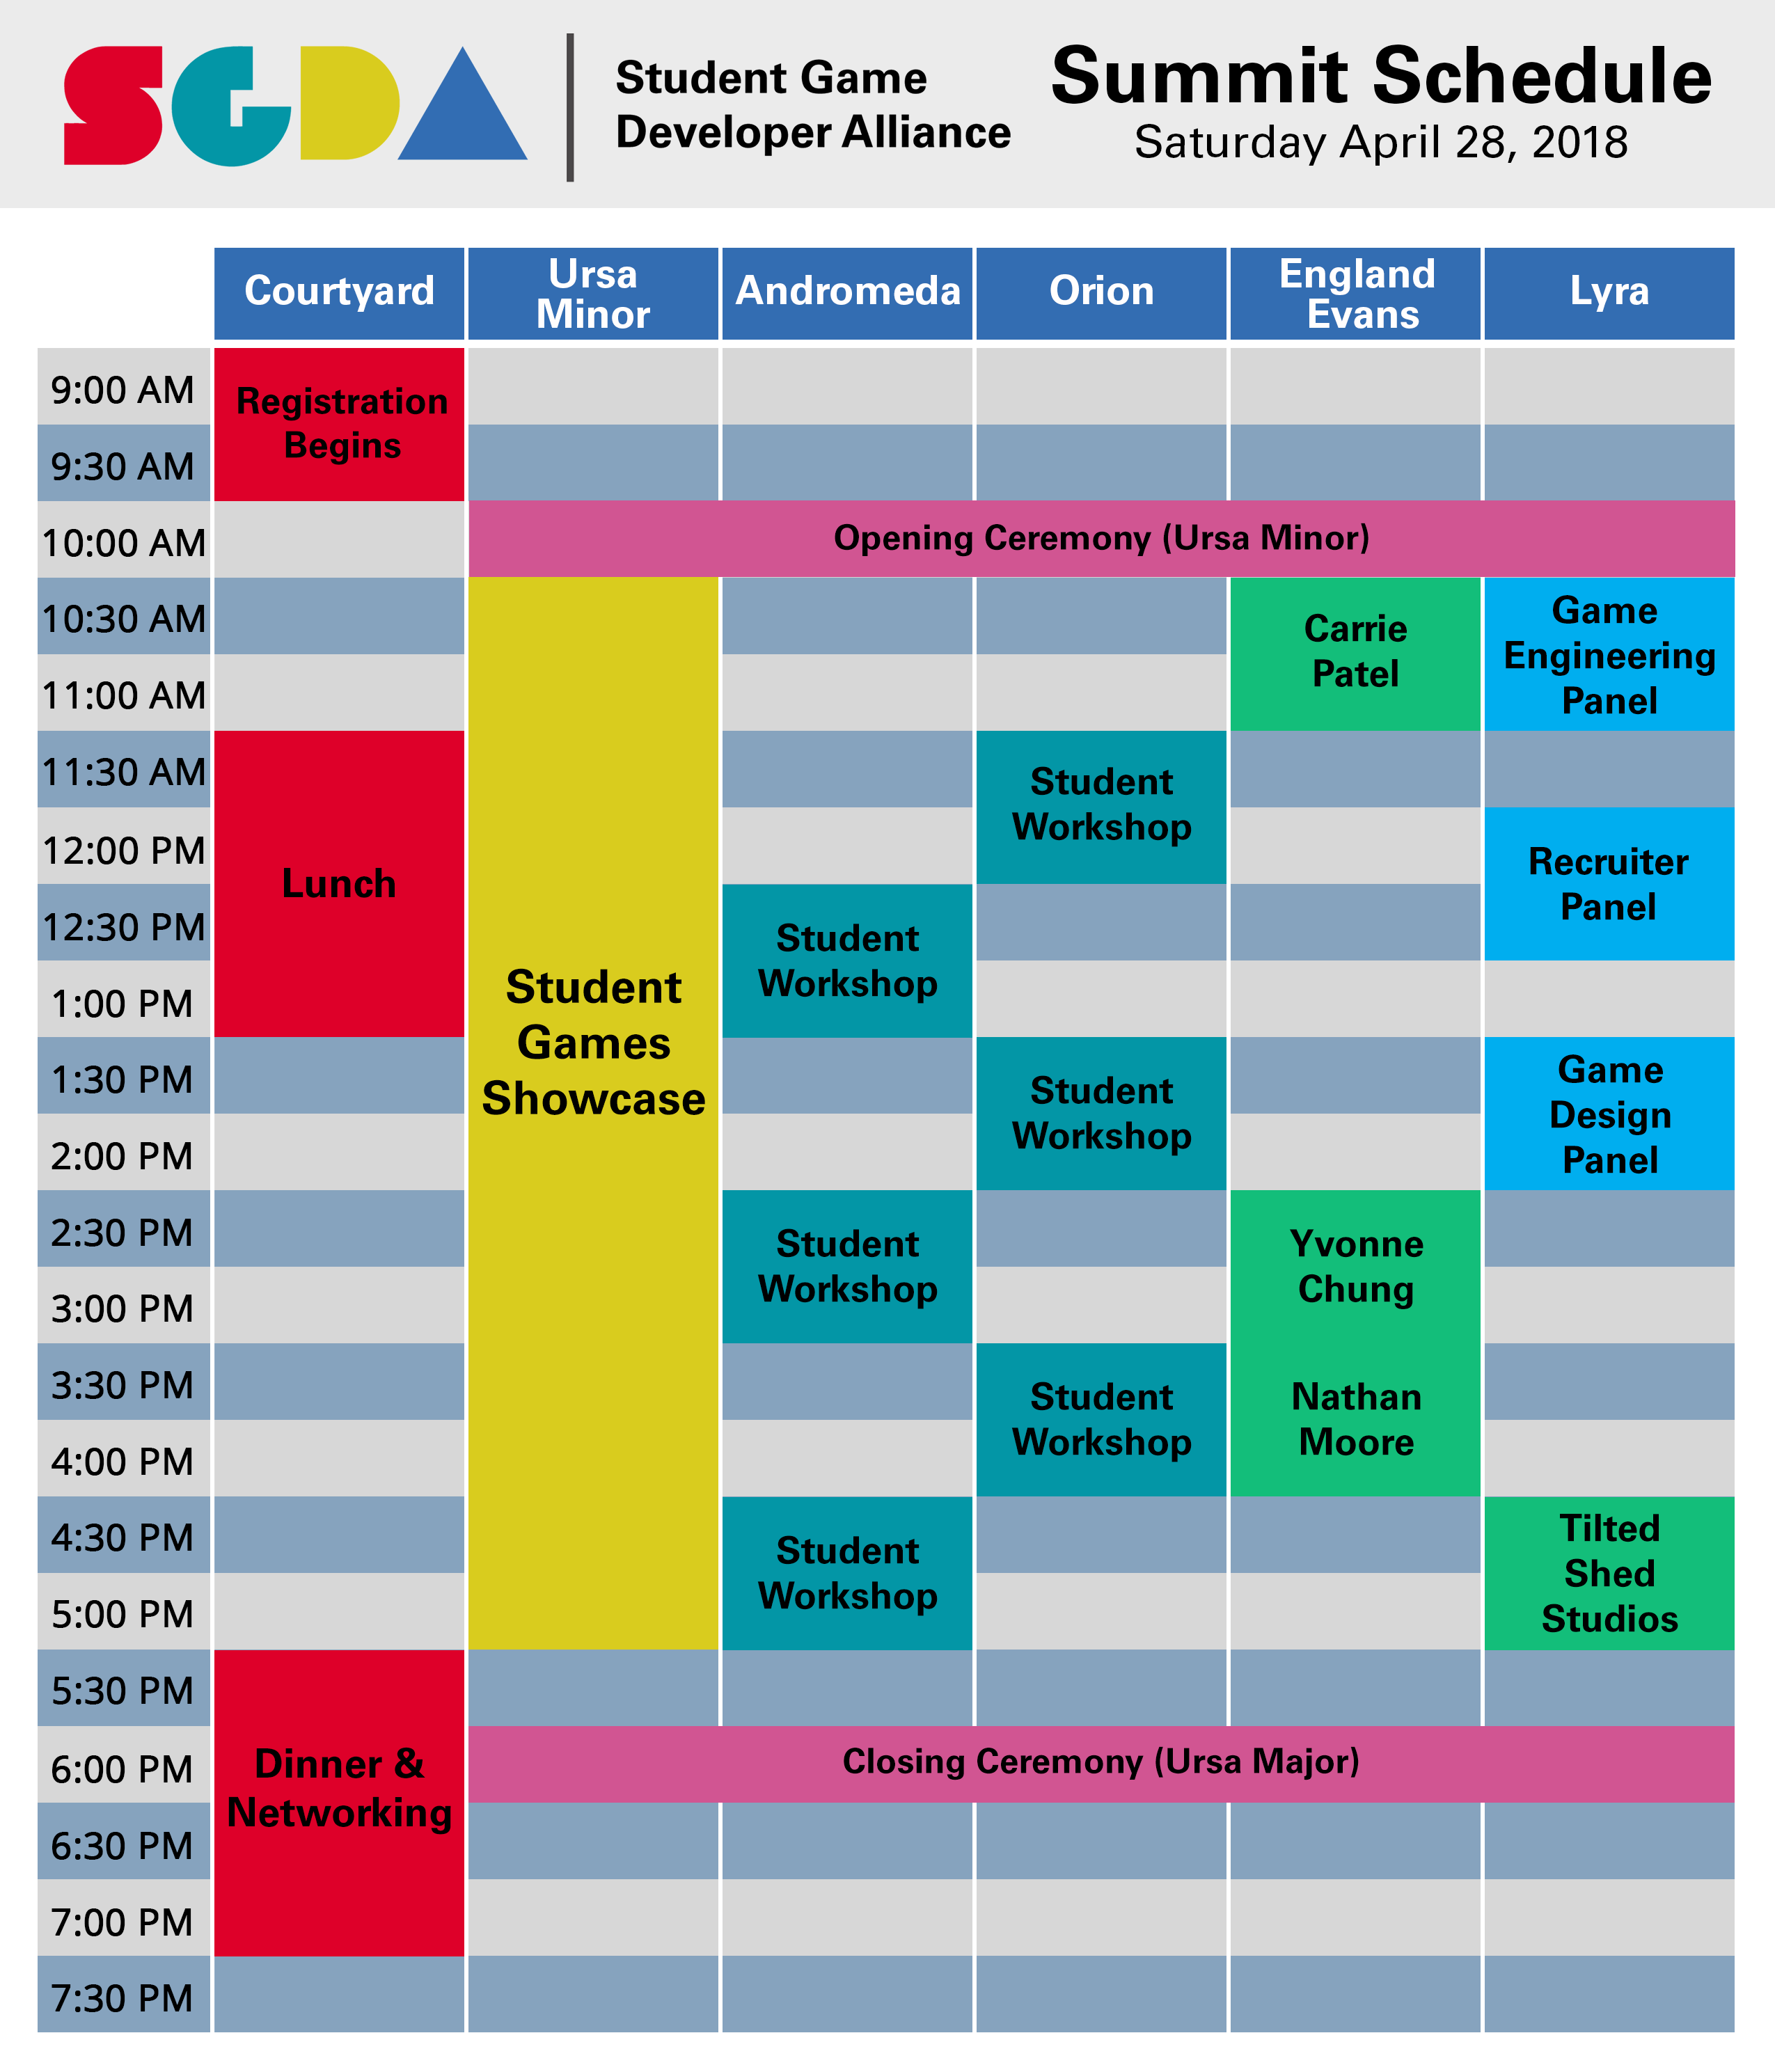 SGDA
Student Game
Developer Alliance
Summit Schedule
Saturday April 28, 2018
Courtyard
Ursa
Minor
Andromeda
Orion
England
Evans
Lyra
9:00 AM
Registration
Begins
9:30 AM
10:00 AM
Opening Ceremony (Ursa Minor)
10:30 AM
Carrie
Patel
Game
Engineering
Panel
11:00 AM
11:30 AM
Student
Workshop
12:00 PM
Lunch
Recruiter
Panel
12:30 PM
Student
Workshop
1:00 PM
Student
Games
Showcase
1:30 PM
Student
Workshop
Game
Design
Panel
2:00 PM
2:30 PM
Student
Workshop
Yvonne
Chung
3:00 PM
3:30 PM
Student
Workshop
Nathan
Moore
4:00 PM
4:30 PM
Student
Workshop
Tilted
Shed
Studios
5:00 PM
5:30 PM
6:00 PM
Dinner &
Networking
Closing Ceremony (Ursa Major)
6:30 PM
7:00 PM
7:30 PM